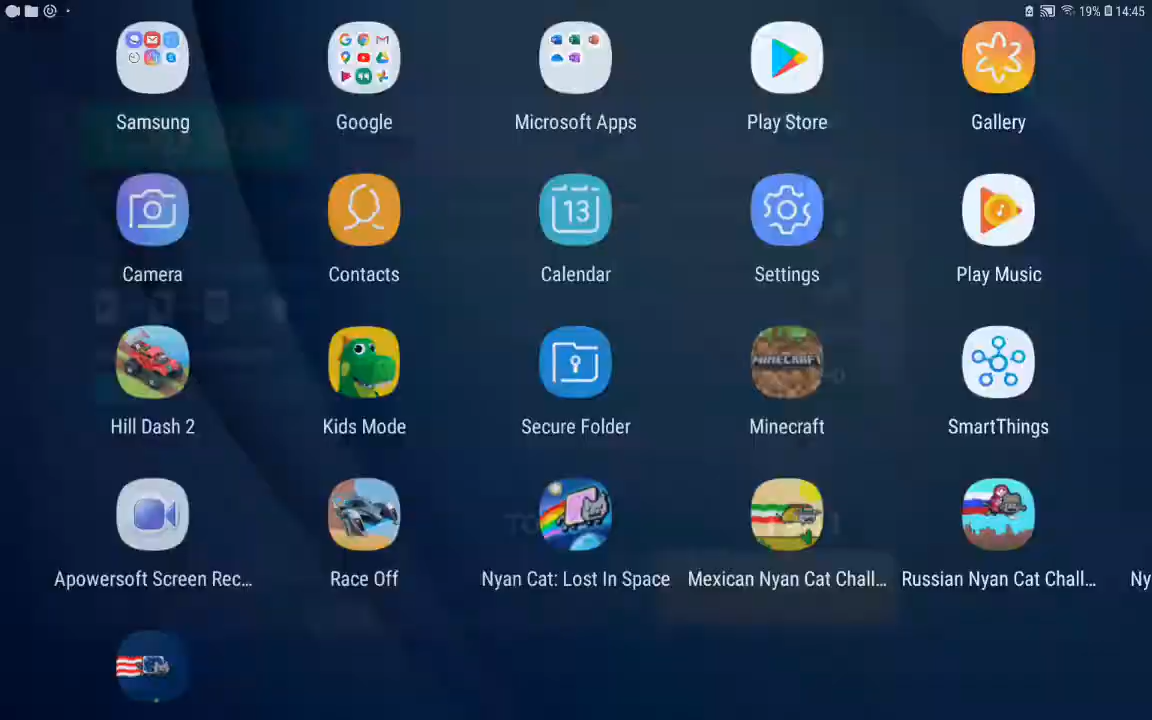 19% 14:45
Samsung
Google
Microsoft Apps
Play Store
Gallery
13
Camera
Contacts
Calendar
Settings
Play Music
MINECRAFT
Hill Dash 2
Kids Mode
Secure Folder
Minecraft
SmartThings
Apowersoft Screen Rec...
Race Off
Nyan Cat: Lost In Space
Mexican Nyan Cat Chall...
Russian Nyan Cat Chall...
Ny